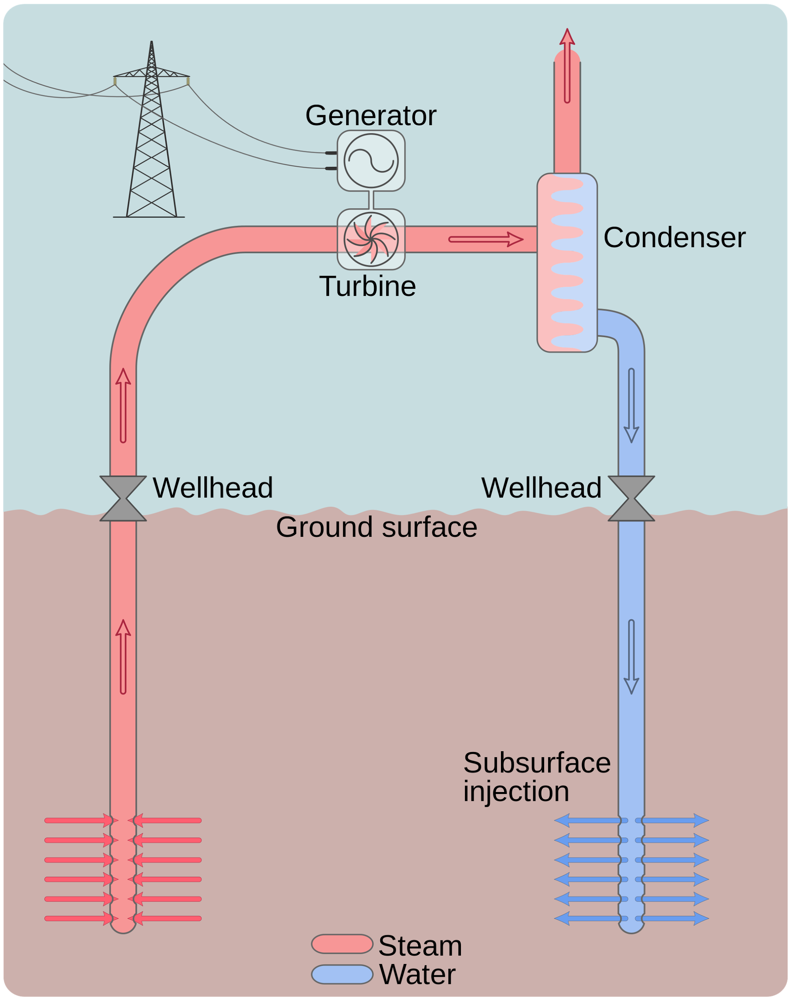 Generator
Condenser
Turbine
Wellhead
Wellhead
Ground surface
Subsurface
injection
Steam
Water